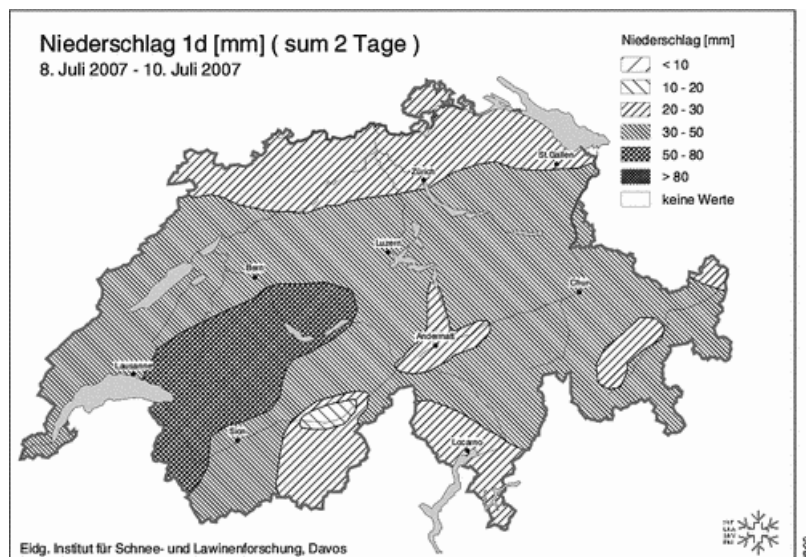 Niederschlag 1d [mm] ( sum 2 Tage )
8. Juli 2007 - 10. Juli 2007
Niederschlag [mm]
< 10
10 - 20
20 - 30
30 - 50
50 - 80
> 80
keine Werte
St.Gallen
Zürich
Luzern
Bern
Chur
Andermatt
Lausanne
Sion
Locarno
Eidg. Institut für Schnee- und Lawinenforschung, Davos